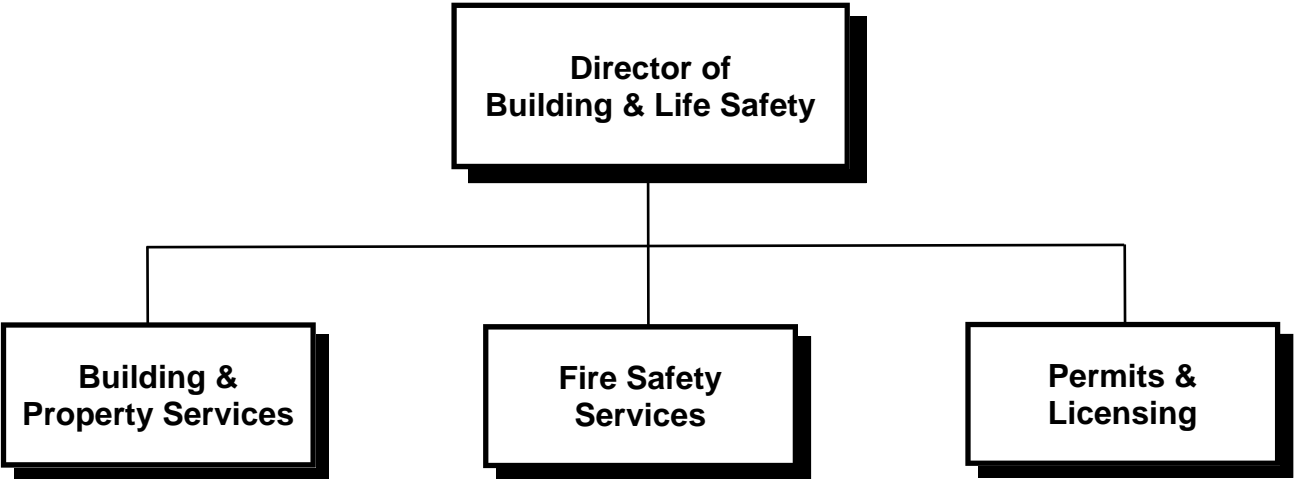 Director of
Building & Life Safety
Building &
Property Services
Fire Safety
Services
Permits &
Licensing